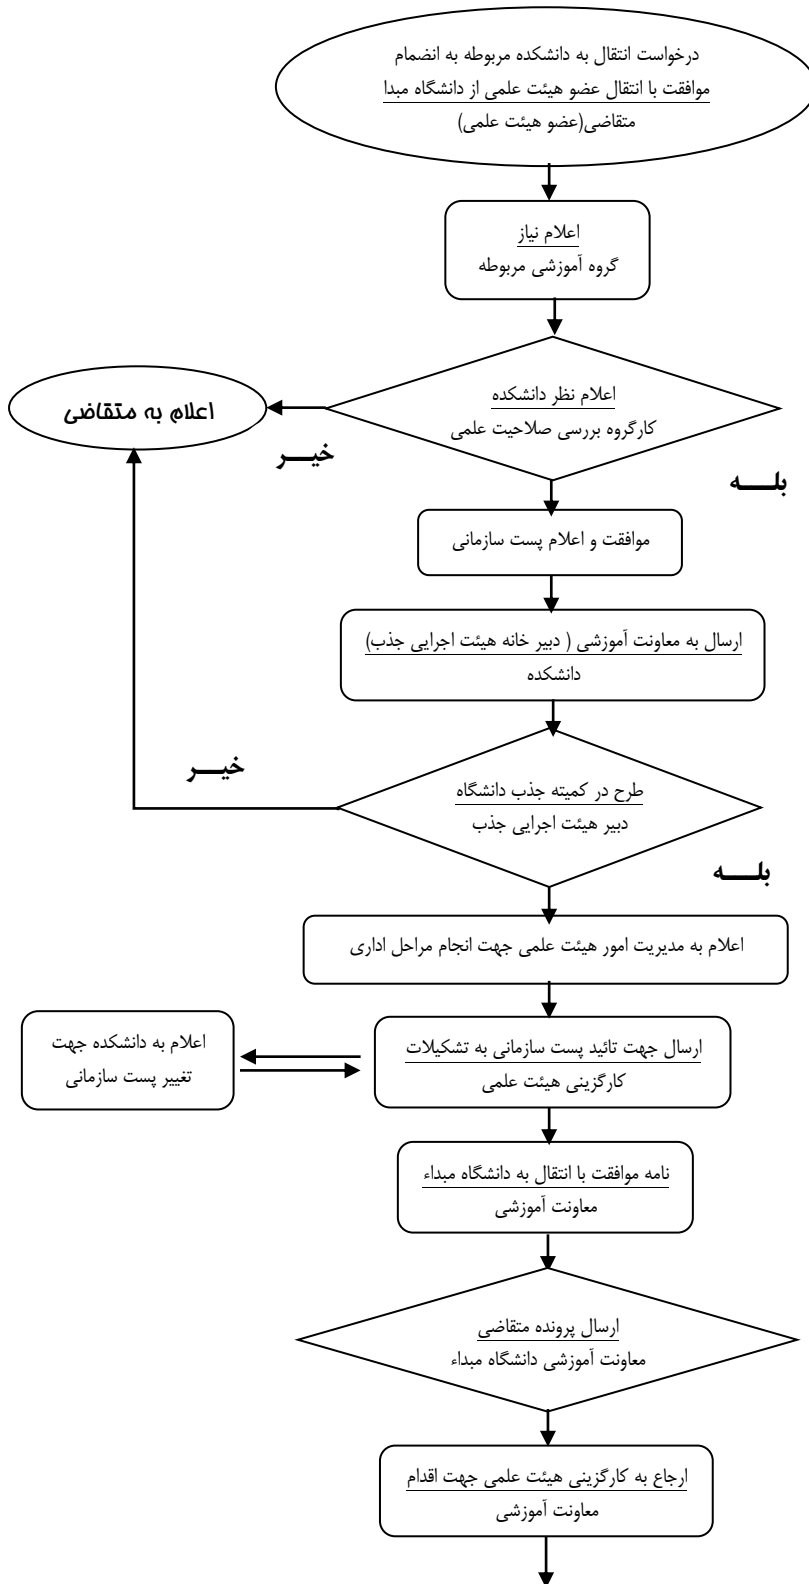 درخواست انتقال به دانشکده مربوطه به انضمام
موافقت با انتقال عضو هیئت علمی از دانشگاه مبدا
متقاضی(عضو هیئت علمی)
اعلام نیاز
گروه آموزشی مربوطه
اعلام نظر دانشکده
کارگروه بررسی صلاحیت علمی
اعلام به متقاضی
خیـــر
بلــــه
موافقت و اعلام پست سازمانی
ارسال به معاونت آموزشی ( دبیر خانه هیئت اجرایی جذب)
دانشکده
خیـــر
طرح در کمیته جذب دانشگاه
دبیر هیئت اجرایی جذب
بلــــه
اعلام به مدیریت امور هیئت علمی جهت انجام مراحل اداری
ارسال جهت تائید پست سازمانی به تشکیلات
کارگزینی هیئت علمی
اعلام به دانشکده جهت
تغییر پست سازمانی
نامه موافقت با انتقال به دانشگاه مبداء
معاونت آموزشی
ارسال پرونده متقاضی
معاونت آموزشی دانشگاه مبداء
ارجاع به کارگزینی هیئت علمی جهت اقدام
معاونت آموزشی